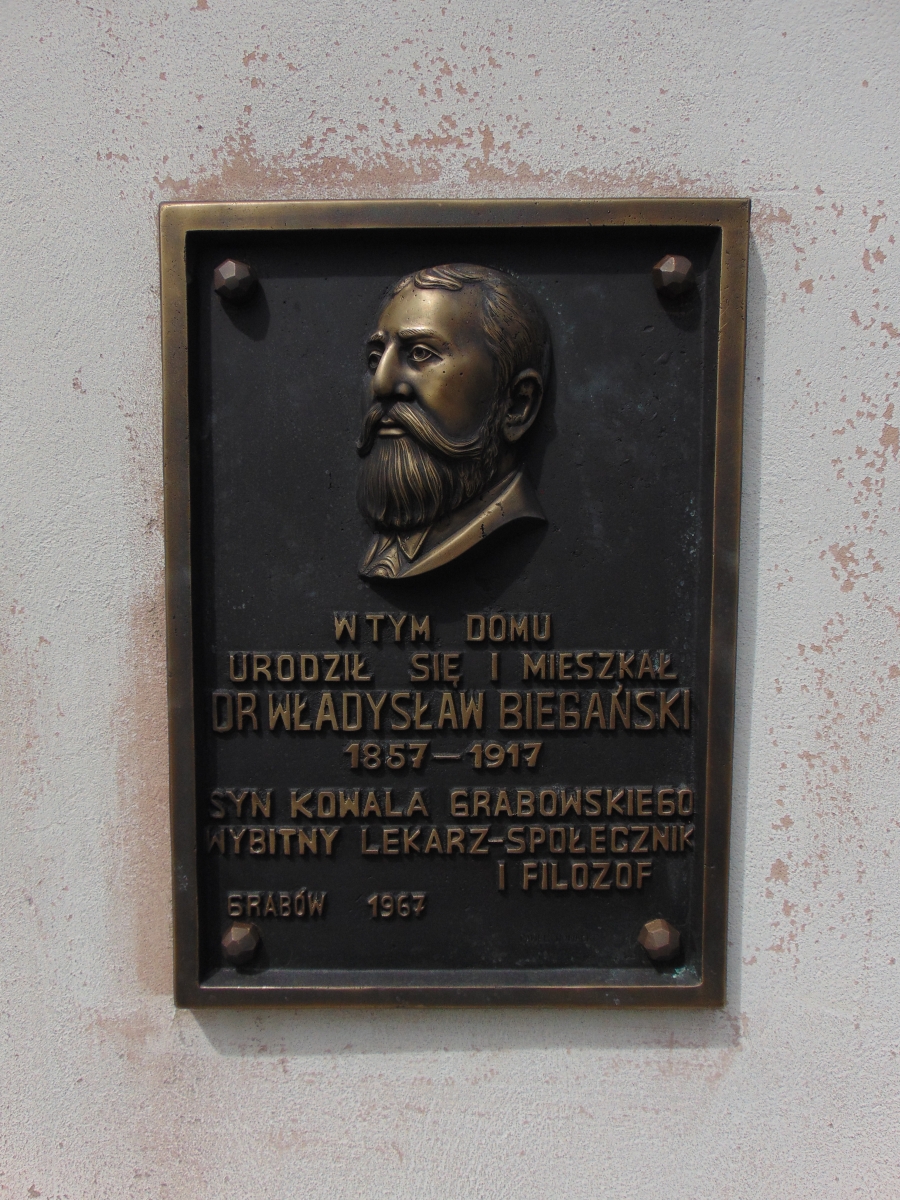 W TYM DOMU
URODZIŁ SIĘ I MIESZKAŁ
DR WŁADYSŁAW BIEGAŃSKI
1857–1917
SYN KOWALA GRABOWSKIEGO
WYBITNY LEKARZ-SPOŁECZNIK
I FILOZOF
GRABÓW 1967